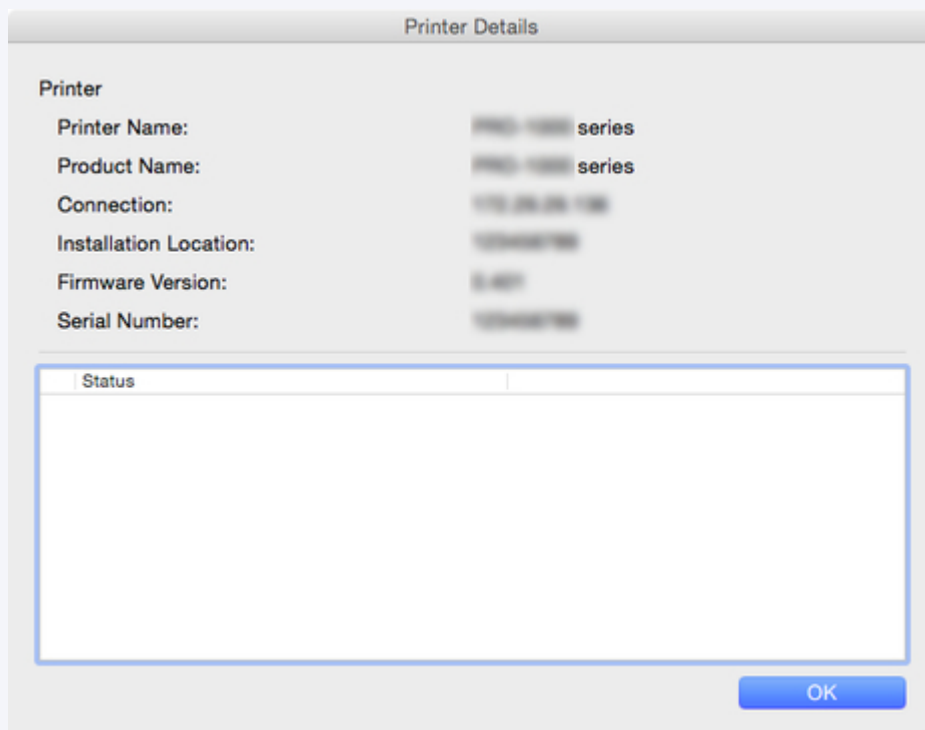 Printer Details
Printer
Printer Name: series
Product Name: series
Connection:
Installation Location:
Firmware Version:
Serial Number:
Status
OK